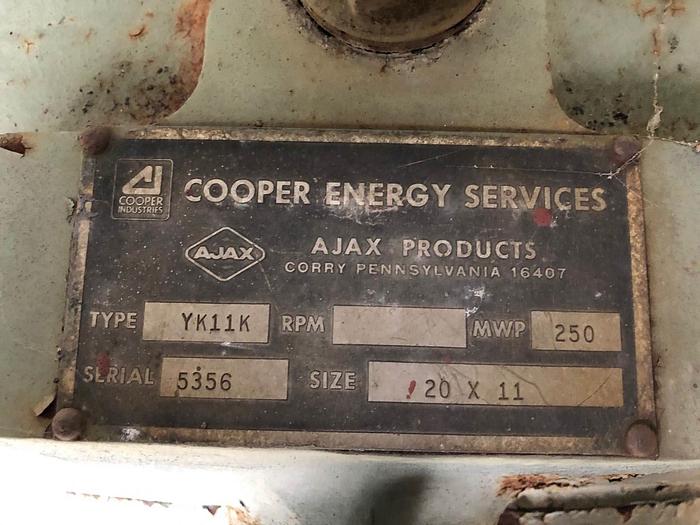 COOPER
INDUSTRIES
COOPER ENERGY SERVICES
AJAX
AJAX PRODUCTS
CORRY PENNSYLVANIA 16407
TYPE YK11K RPM MWP 250
SERIAL 5356 SIZE 20 X 11